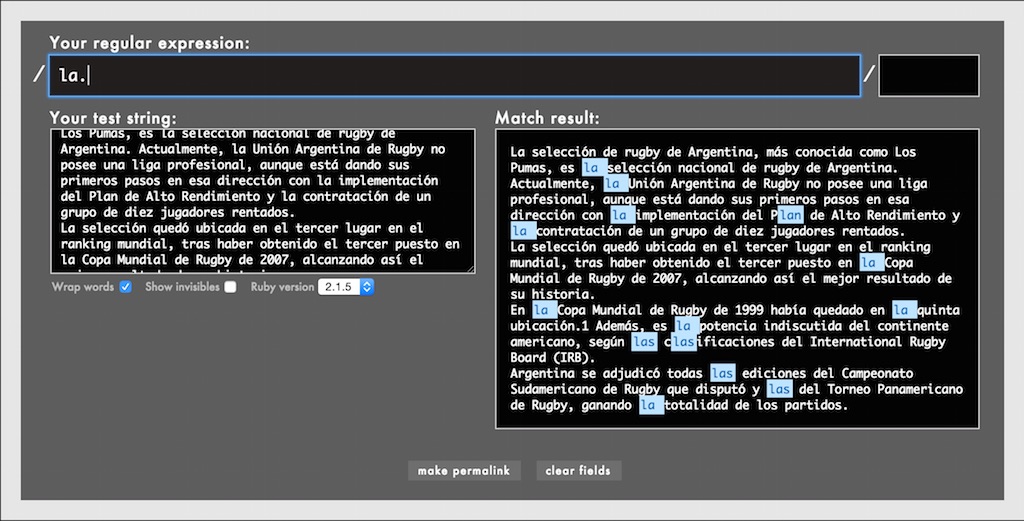 Your regular expression:
/ la. /
Your test string:
Los Pumas, es la selección nacional de rugby de
Argentina. Actualmente, la Unión Argentina de Rugby no
posee una liga profesional, aunque está dando sus
primeros pasos en esa dirección con la implementación
del Plan de Alto Rendimiento y la contratación de un
grupo de diez jugadores rentados.
La selección quedó ubicada en el tercer lugar en el
ranking mundial, tras haber obtenido el tercer puesto en
la Copa Mundial de Rugby de 2007, alcanzando así el
Wrap words Show invisibles Ruby version 2.1.5
Match result:
La selección de rugby de Argentina, más conocida como Los
Pumas, es la selección nacional de rugby de Argentina.
Actualmente, la Unión Argentina de Rugby no posee una liga
profesional, aunque está dando sus primeros pasos en esa
dirección con la implementación del Plan de Alto Rendimiento y
la contratación de un grupo de diez jugadores rentados.
La selección quedó ubicada en el tercer lugar en el ranking
mundial, tras haber obtenido el tercer puesto en la Copa
Mundial de Rugby de 2007, alcanzando así el mejor resultado de
su historia.
En la Copa Mundial de Rugby de 1999 había quedado en la quinta
ubicación.1 Además, es la potencia indiscutida del continente
americano, según las clasificaciones del International Rugby
Board (IRB).
Argentina se adjudicó todas las ediciones del Campeonato
Sudamericano de Rugby que disputó y las del Torneo Panamericano
de Rugby, ganando la totalidad de los partidos.
make permalink clear fields